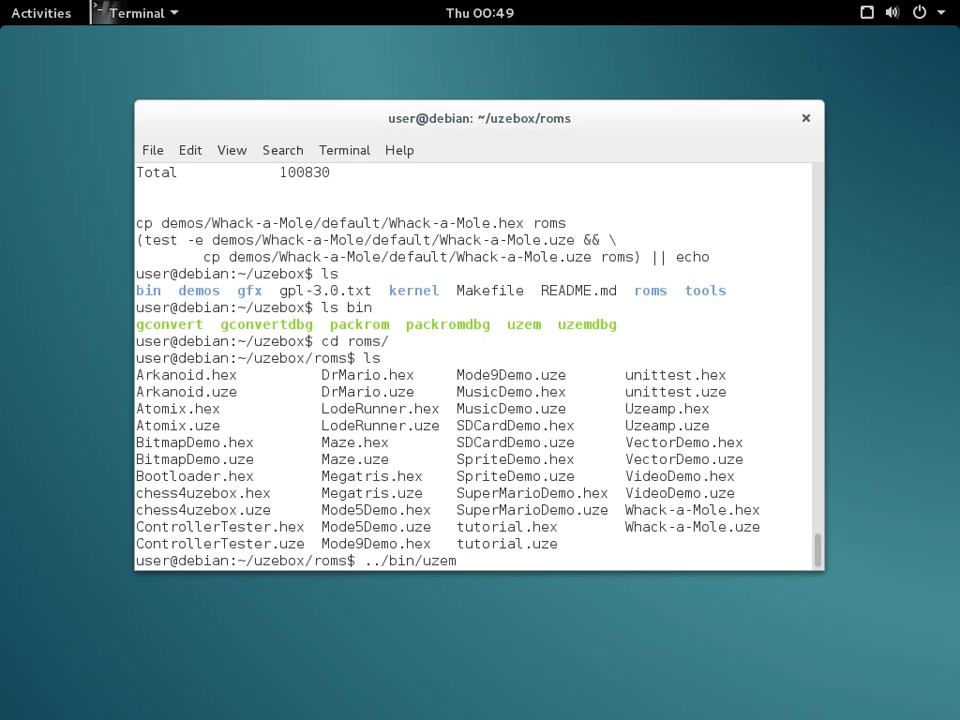 Activities Terminal Thu 00:49
user@debian: ~/uzebox/roms ×
File Edit View Search Terminal Help
Total 100830
cp demos/Whack-a-Mole/default/Whack-a-Mole.hex roms
(test -e demos/Whack-a-Mole/default/Whack-a-Mole.uze && \
cp demos/Whack-a-Mole/default/Whack-a-Mole.uze roms) || echo
user@debian:~/uzebox$ ls
bin demos gfx gpl-3.0.txt kernel Makefile README.md roms tools
user@debian:~/uzebox$ ls bin
gconvert gconvertdbg packrom packromdbg uzem uzemdbg
user@debian:~/uzebox$ cd roms/
user@debian:~/uzebox/roms$ ls
Arkanoid.hex DrMario.hex Mode9Demo.uze unittest.hex
Arkanoid.uze DrMario.uze MusicDemo.hex unittest.uze
Atomix.hex LodeRunner.hex MusicDemo.uze Uzeamp.hex
Atomix.uze LodeRunner.uze SDCardDemo.hex Uzeamp.uze
BitmapDemo.hex Maze.hex SDCardDemo.uze VectorDemo.hex
BitmapDemo.uze Maze.uze SpriteDemo.hex VectorDemo.uze
Bootloader.hex Megatris.hex SpriteDemo.uze VideoDemo.hex
chess4uzebox.hex Megatris.uze SuperMarioDemo.hex VideoDemo.uze
chess4uzebox.uze Mode5Demo.hex SuperMarioDemo.uze Whack-a-Mole.hex
ControllerTester.hex Mode5Demo.uze tutorial.hex Whack-a-Mole.uze
ControllerTester.uze Mode9Demo.hex tutorial.uze
user@debian:~/uzebox/roms$ ../bin/uzem